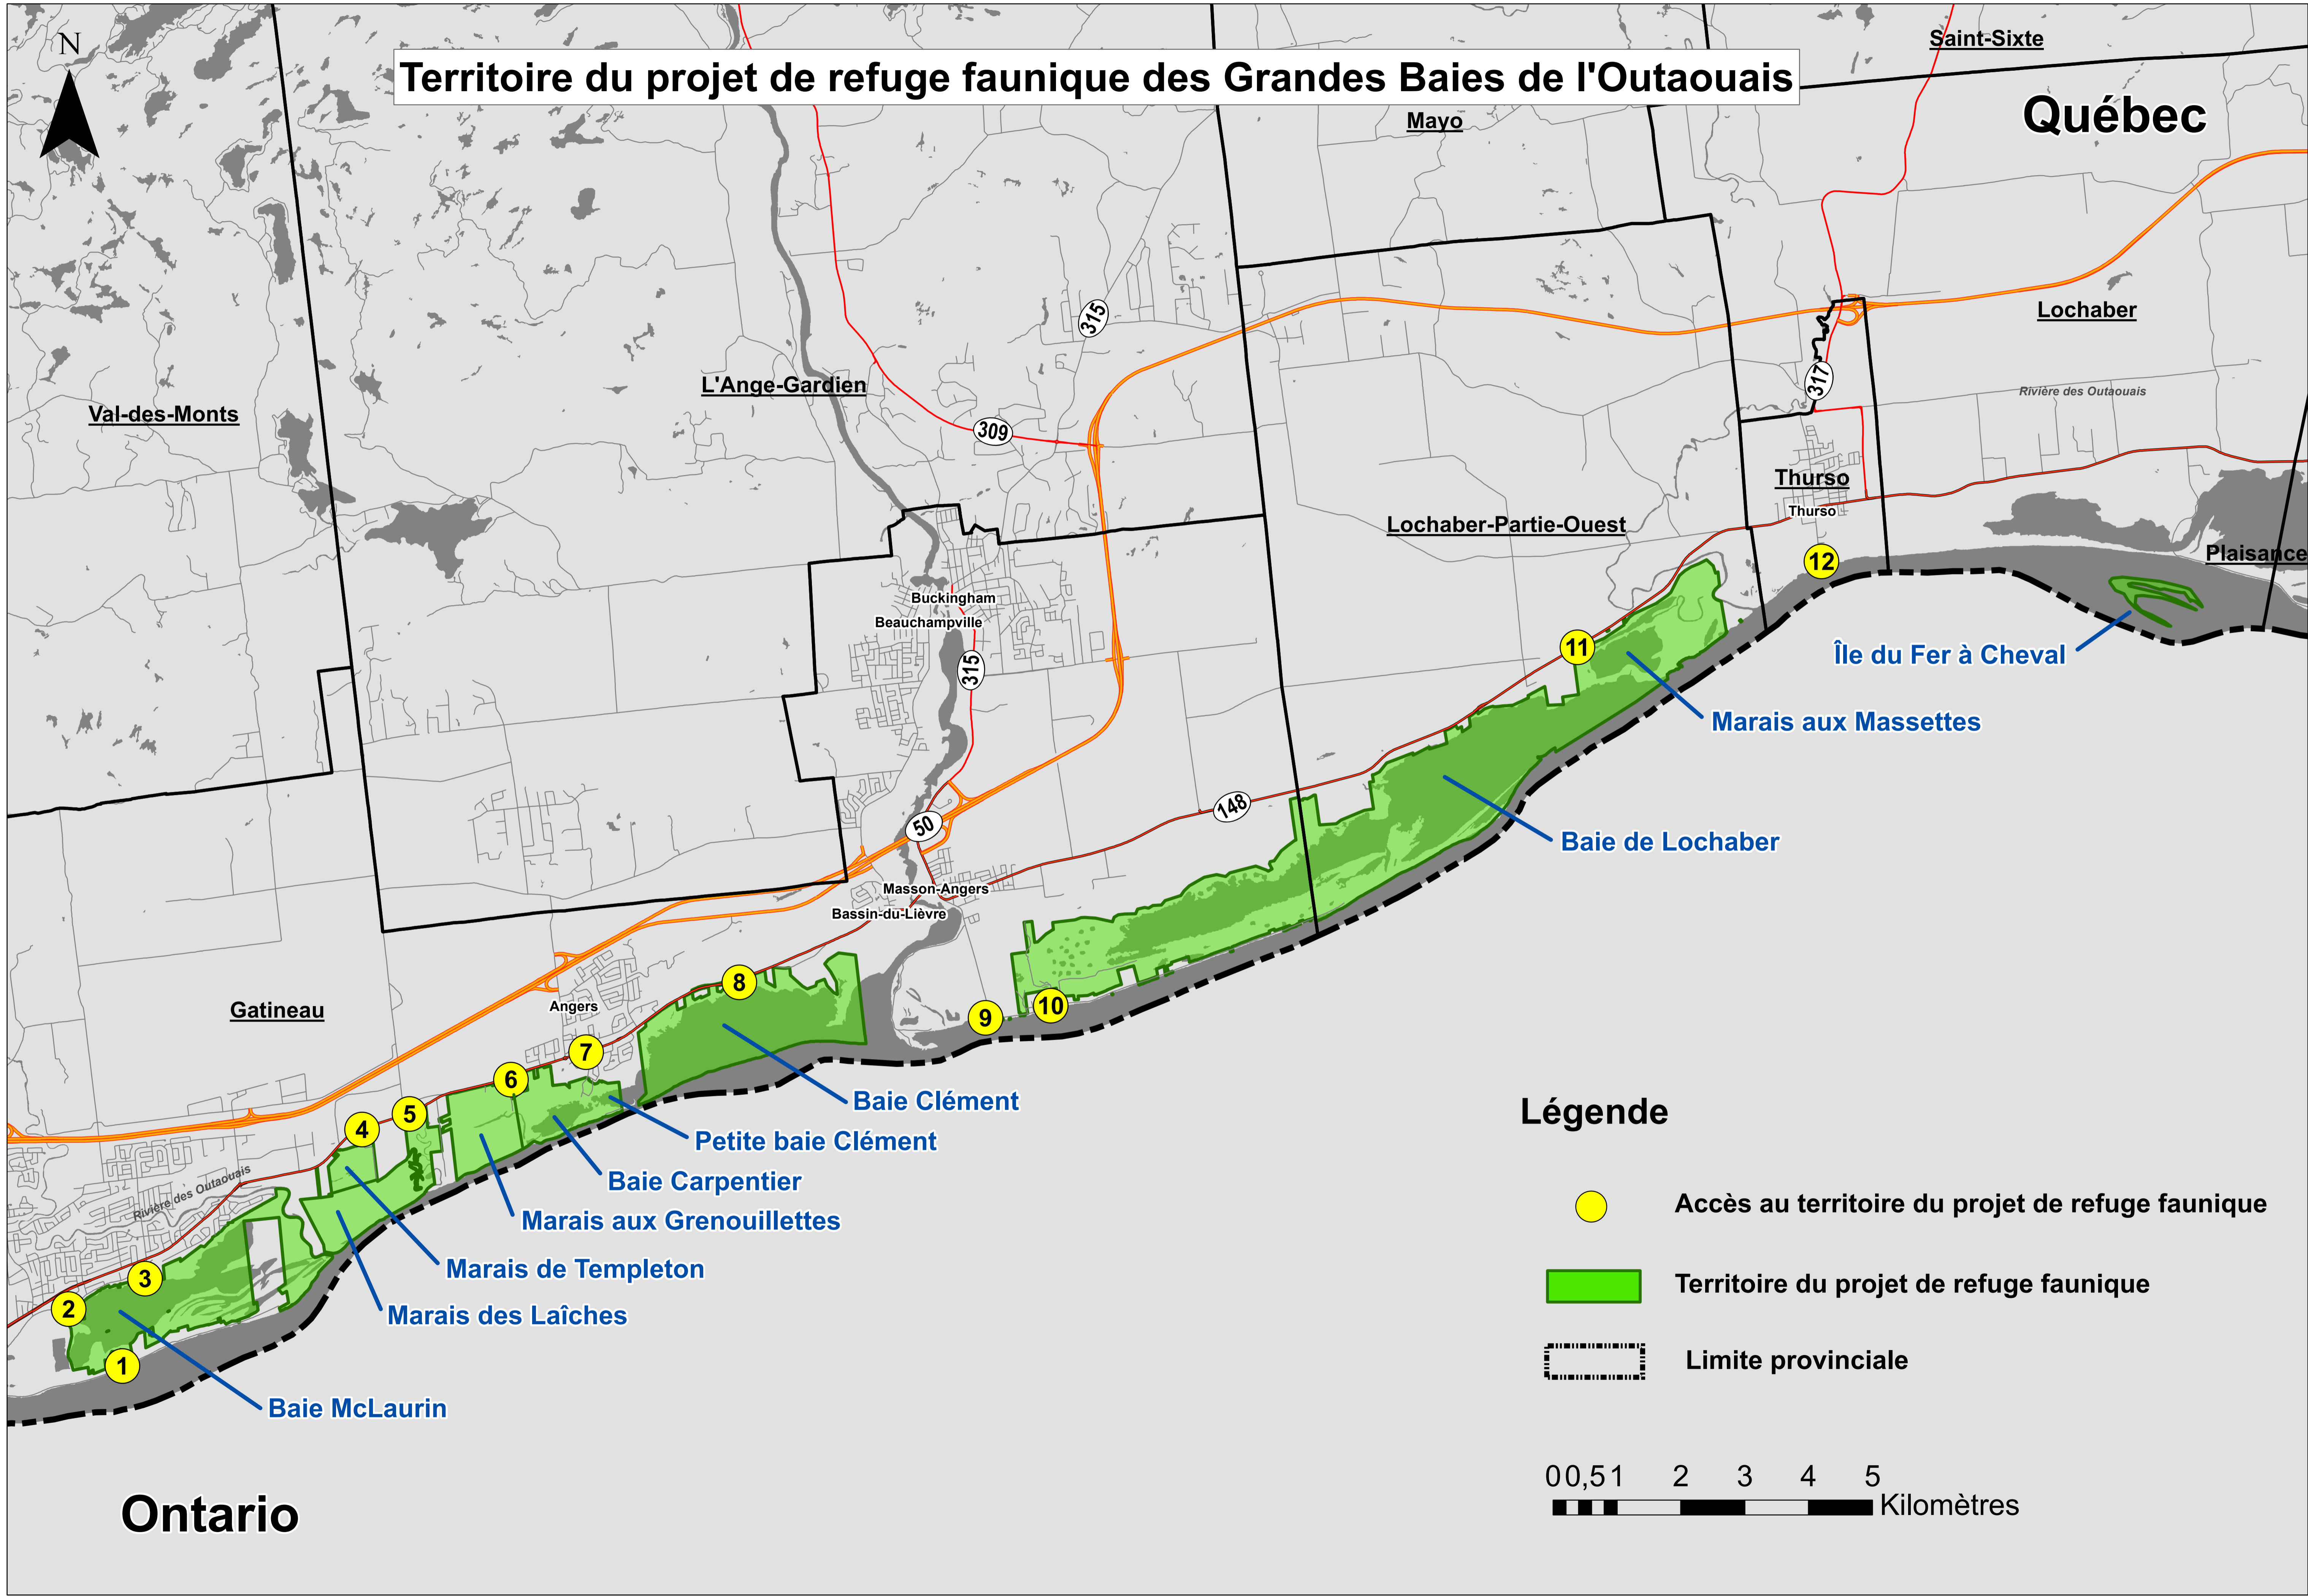 Saint-Sixte
N
Territoire du projet de refuge faunique des Grandes Baies de l'Outaouais
Québec
Mayo
315
Lochaber
L'Ange-Gardien
317
Rivière des Outaouais
Val-des-Monts
309
Thurso
Thurso
Lochaber-Partie-Ouest
Plaisance
12
Buckingham
Beauchampville
11
Île du Fer à Cheval
315
Marais aux Massettes
148
50
Baie de Lochaber
Masson-Angers
Bassin-du-Lièvre
8
Angers
10
Gatineau
9
7
6
Baie Clément
5
Légende
4
Petite baie Clément
Baie Carpentier
Rivière des Outaouais
Accès au territoire du projet de refuge faunique
Marais aux Grenouillettes
Marais de Templeton
3
Territoire du projet de refuge faunique
2
Marais des Laîches
1
Limite provinciale
Baie McLaurin
0 0,5 1 2 3 4 5
Kilomètres
Ontario